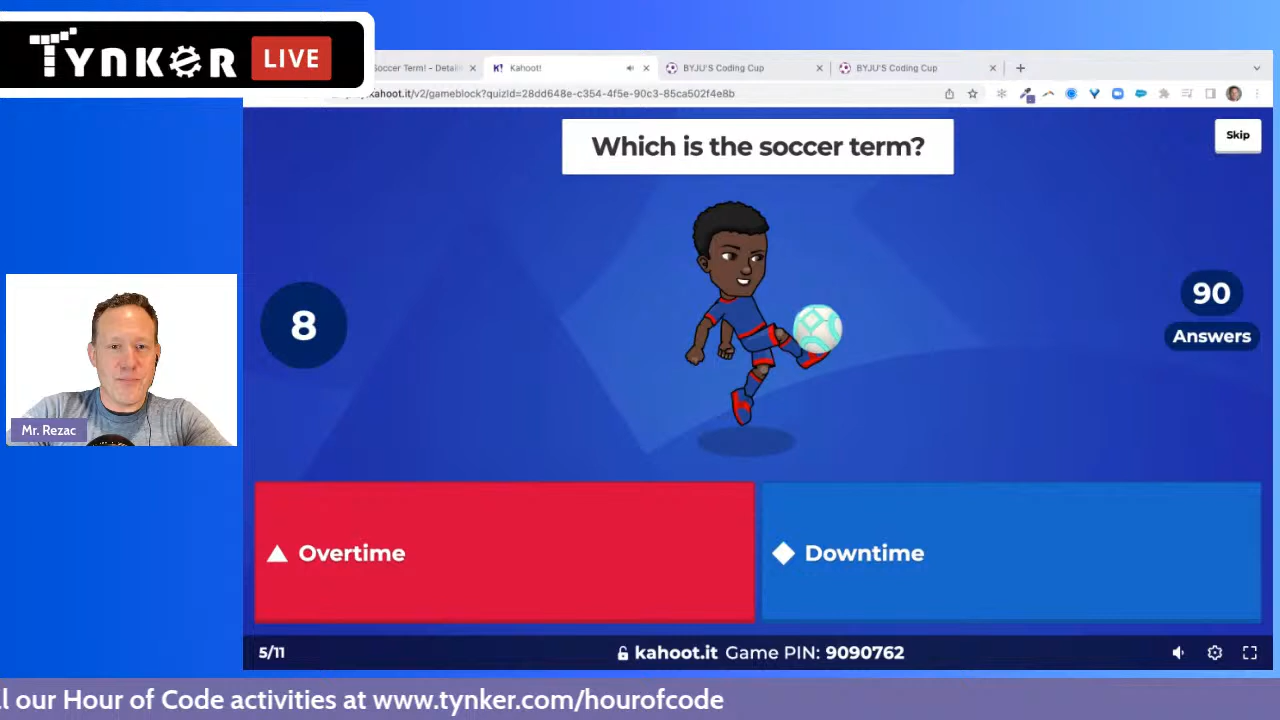 TYNKER LIVE
Soccer Term! - Detail
K! Kahoot!
BYJU'S Coding Cup
BYJU'S Coding Cup
kahoot.it/v2/gameblock?quizId=28dd648e-c354-4f5e-90c3-85ca502f4e8b
Which is the soccer term?
Skip
8
90
Answers
Mr. Rezac
Overtime
Downtime
5/11
kahoot.it Game PIN: 9090762
our Hour of Code activities at www.tynker.com/hourofcode